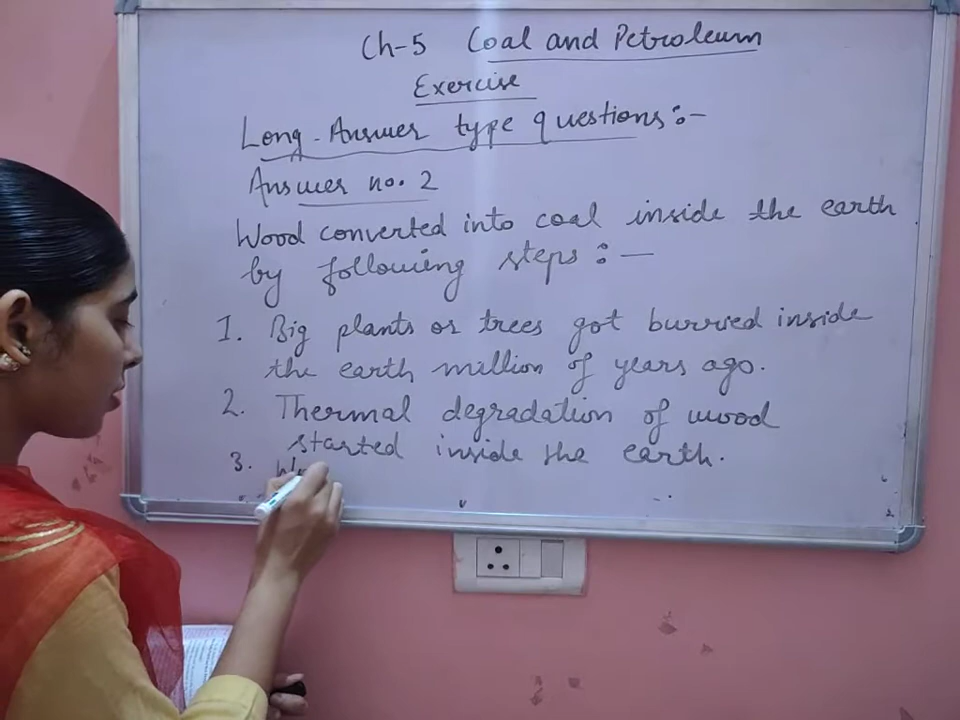 Ch-5 Coal and Petroleum
Exercise
Long-Answer type questions:-
Answer no. 2
Wood converted into coal inside the earth
by following steps :-
1. Big plants or trees got burried inside
the earth million of years ago.
2. Thermal degradation of wood
started inside the earth.
3.